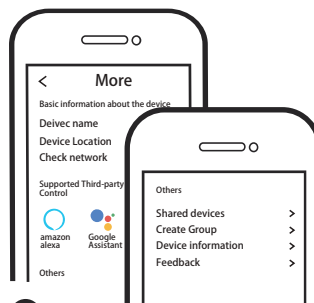 <
More
Basic information about the device
Deivec name
Device Location
Check network
Supported Third-party
Control
amazon
alexa
Google
Assistant
Others
Others
Shared devices >
Create Group >
Device information >
Feedback >